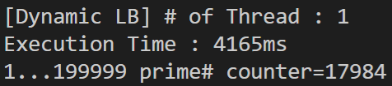 [Dynamic LB] # of Thread : 1
Execution Time : 4165ms
1...199999 prime# counter=17984